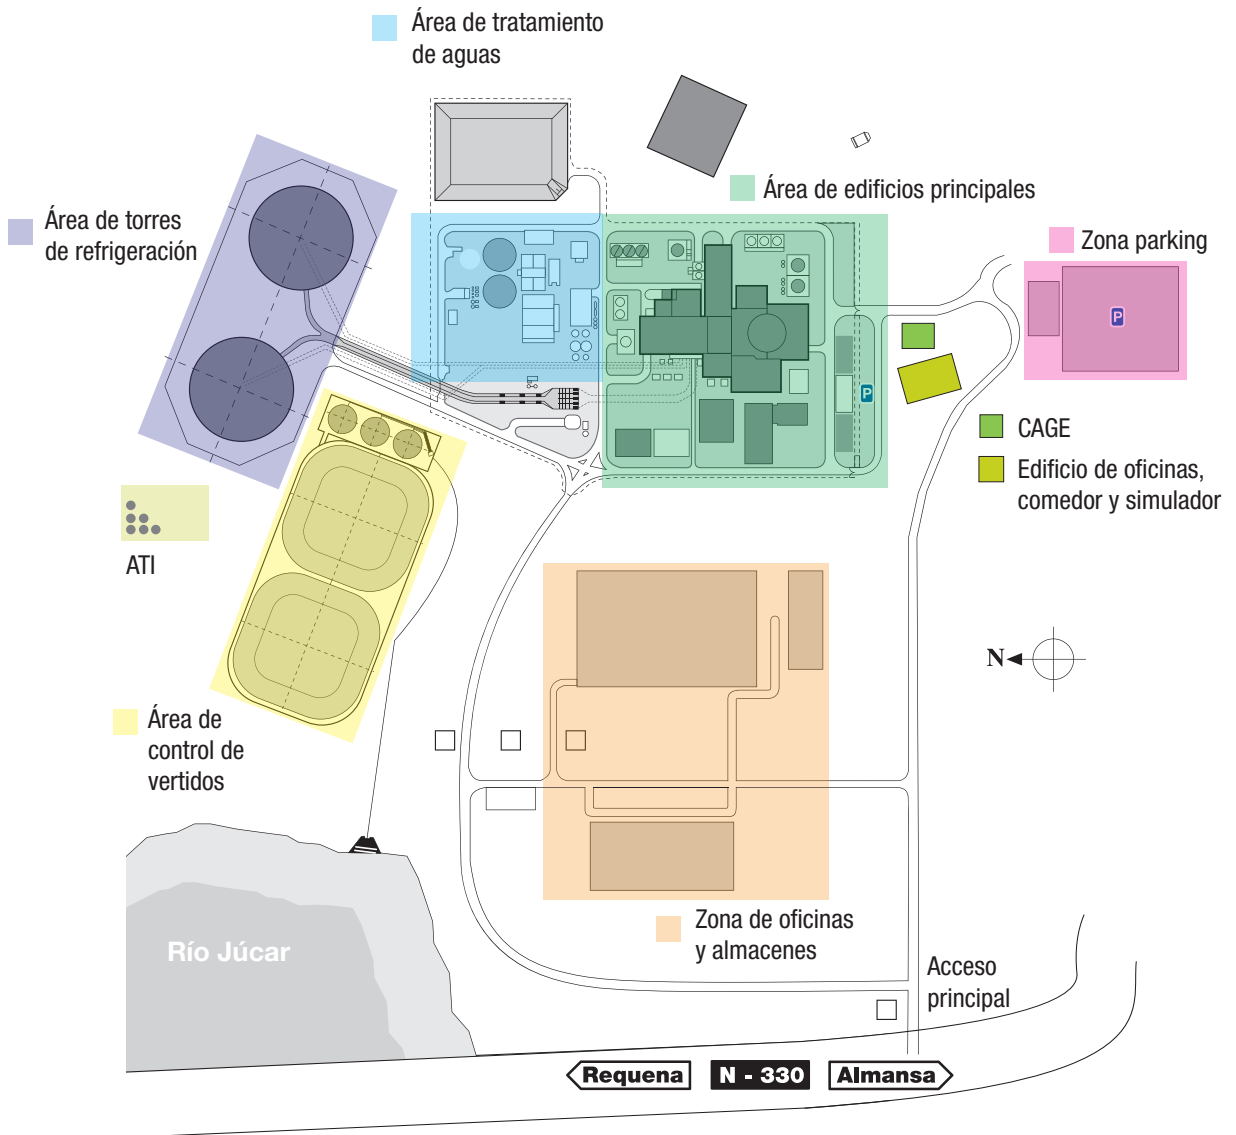 Área de tratamiento
de aguas
Área de edificios principales
Área de torres
de refrigeración
Zona parking
P
P
CAGE
Edificio de oficinas,
comedor y simulador
ATI
N
Área de
control de
vertidos
Zona de oficinas
y almacenes
Río Júcar
Acceso
principal
Requena
N - 330
Almansa